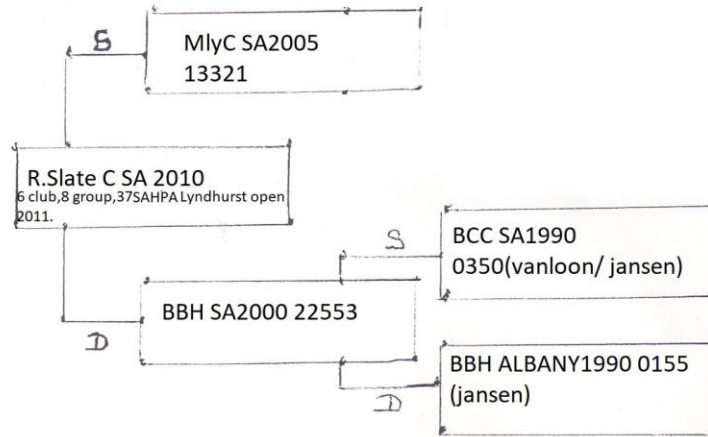 S
MlyC SA2005
13321
R.Slate C SA 2010
6 club,8 group,37SAHPA Lyndhurst open
2011.
S
BCC SA1990
0350(vanloon/ jansen)
BBH SA2000 22553
D
BBH ALBANY1990 0155
(jansen)
D